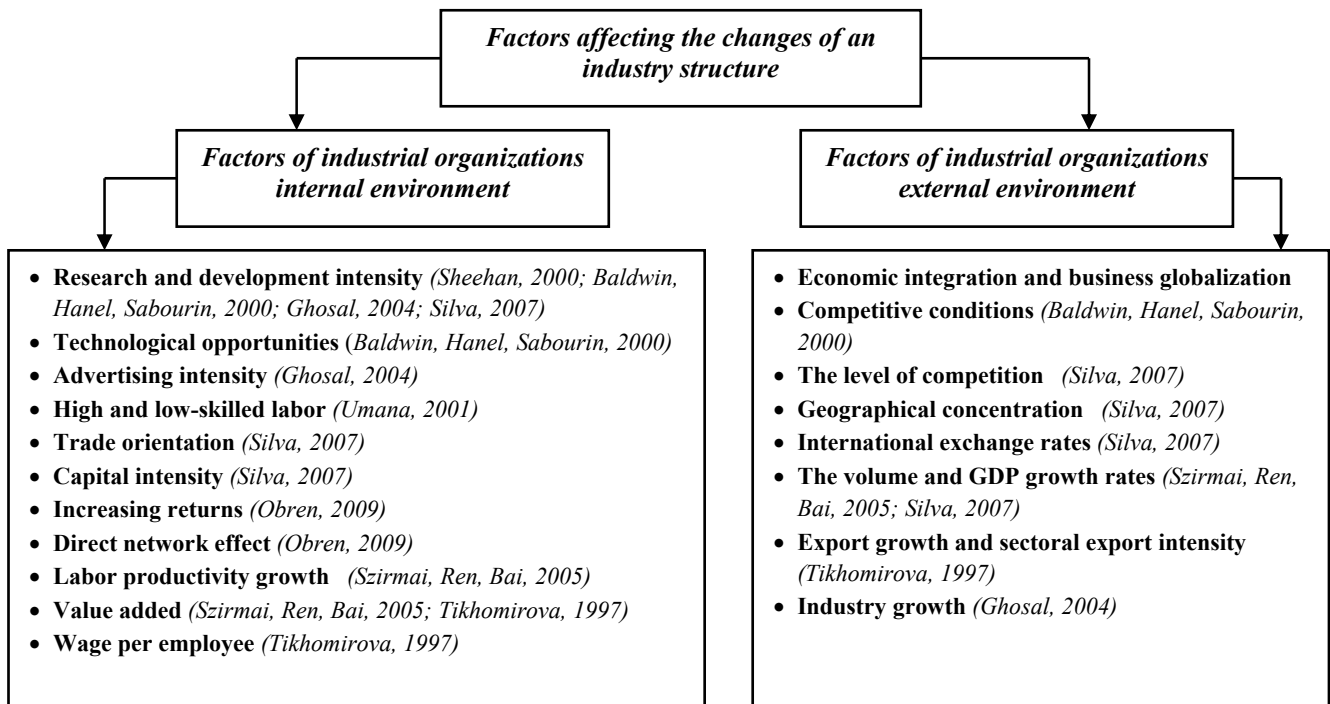 Factors affecting the changes of an
industry structure
Factors of industrial organizations
internal environment
Factors of industrial organizations
external environment
• Research and development intensity (Sheehan, 2000; Baldwin,
Hanel, Sabourin, 2000; Ghosal, 2004; Silva, 2007)
• Technological opportunities (Baldwin, Hanel, Sabourin, 2000)
• Advertising intensity (Ghosal, 2004)
• High and low-skilled labor (Umana, 2001)
• Trade orientation (Silva, 2007)
• Capital intensity (Silva, 2007)
• Increasing returns (Obren, 2009)
• Direct network effect (Obren, 2009)
• Labor productivity growth (Szirmai, Ren, Bai, 2005)
• Value added (Szirmai, Ren, Bai, 2005; Tikhomirova, 1997)
• Wage per employee (Tikhomirova, 1997)
• Economic integration and business globalization
• Competitive conditions (Baldwin, Hanel, Sabourin,
2000)
• The level of competition (Silva, 2007)
• Geographical concentration (Silva, 2007)
• International exchange rates (Silva, 2007)
• The volume and GDP growth rates (Szirmai, Ren,
Bai, 2005; Silva, 2007)
• Export growth and sectoral export intensity
(Tikhomirova, 1997)
• Industry growth (Ghosal, 2004)